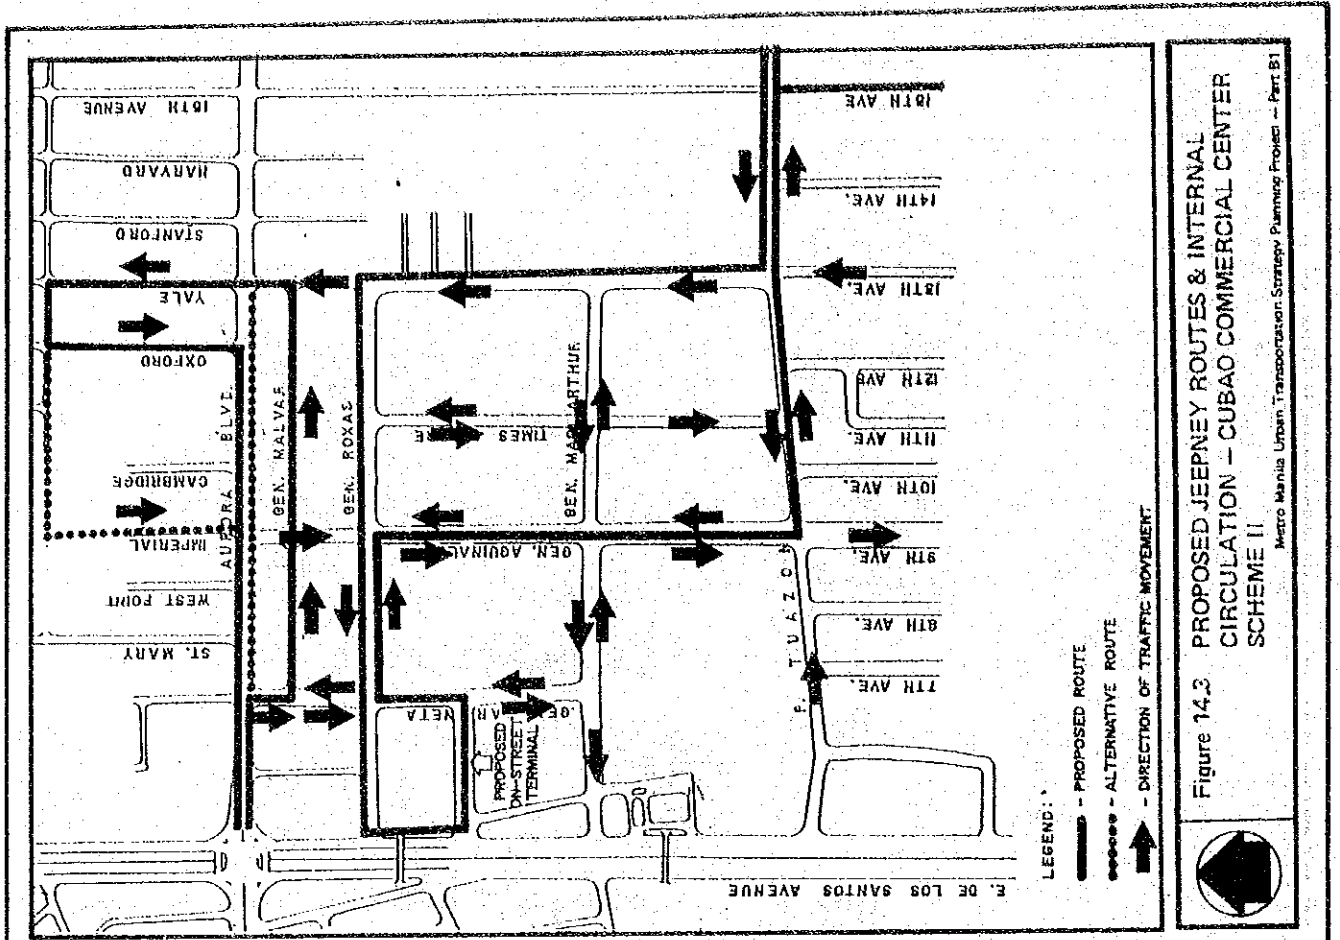 Figure 14.3 PROPOSED JEEPNEY ROUTES & INTERNAL
CIRCULATION – CUBAO COMMERCIAL CENTER
SCHEME II
Metro Manila Urban Transportation Strategy Planning Project – Part B1
LEGEND:
– PROPOSED ROUTE
– ALTERNATIVE ROUTE
– DIRECTION OF TRAFFIC MOVEMENT
15TH AVENUE
HARVARD
STANFORD
YALE
OXFORD
CAMBRIDGE
IMPERIAL
WEST POINT
ST. MARY
AURORA BLVD.
GEN. MALVAR
GEN. ROXAS
TIMES
GEN. AQUINAL
PROPOSED
ON-STREET
TERMINAL
P. TUAZON
15TH AVE
14TH AVE.
13TH AVE.
12TH AVE
11TH AVE.
10TH AVE.
9TH AVE.
8TH AVE.
7TH AVE.
E. DE LOS SANTOS AVENUE